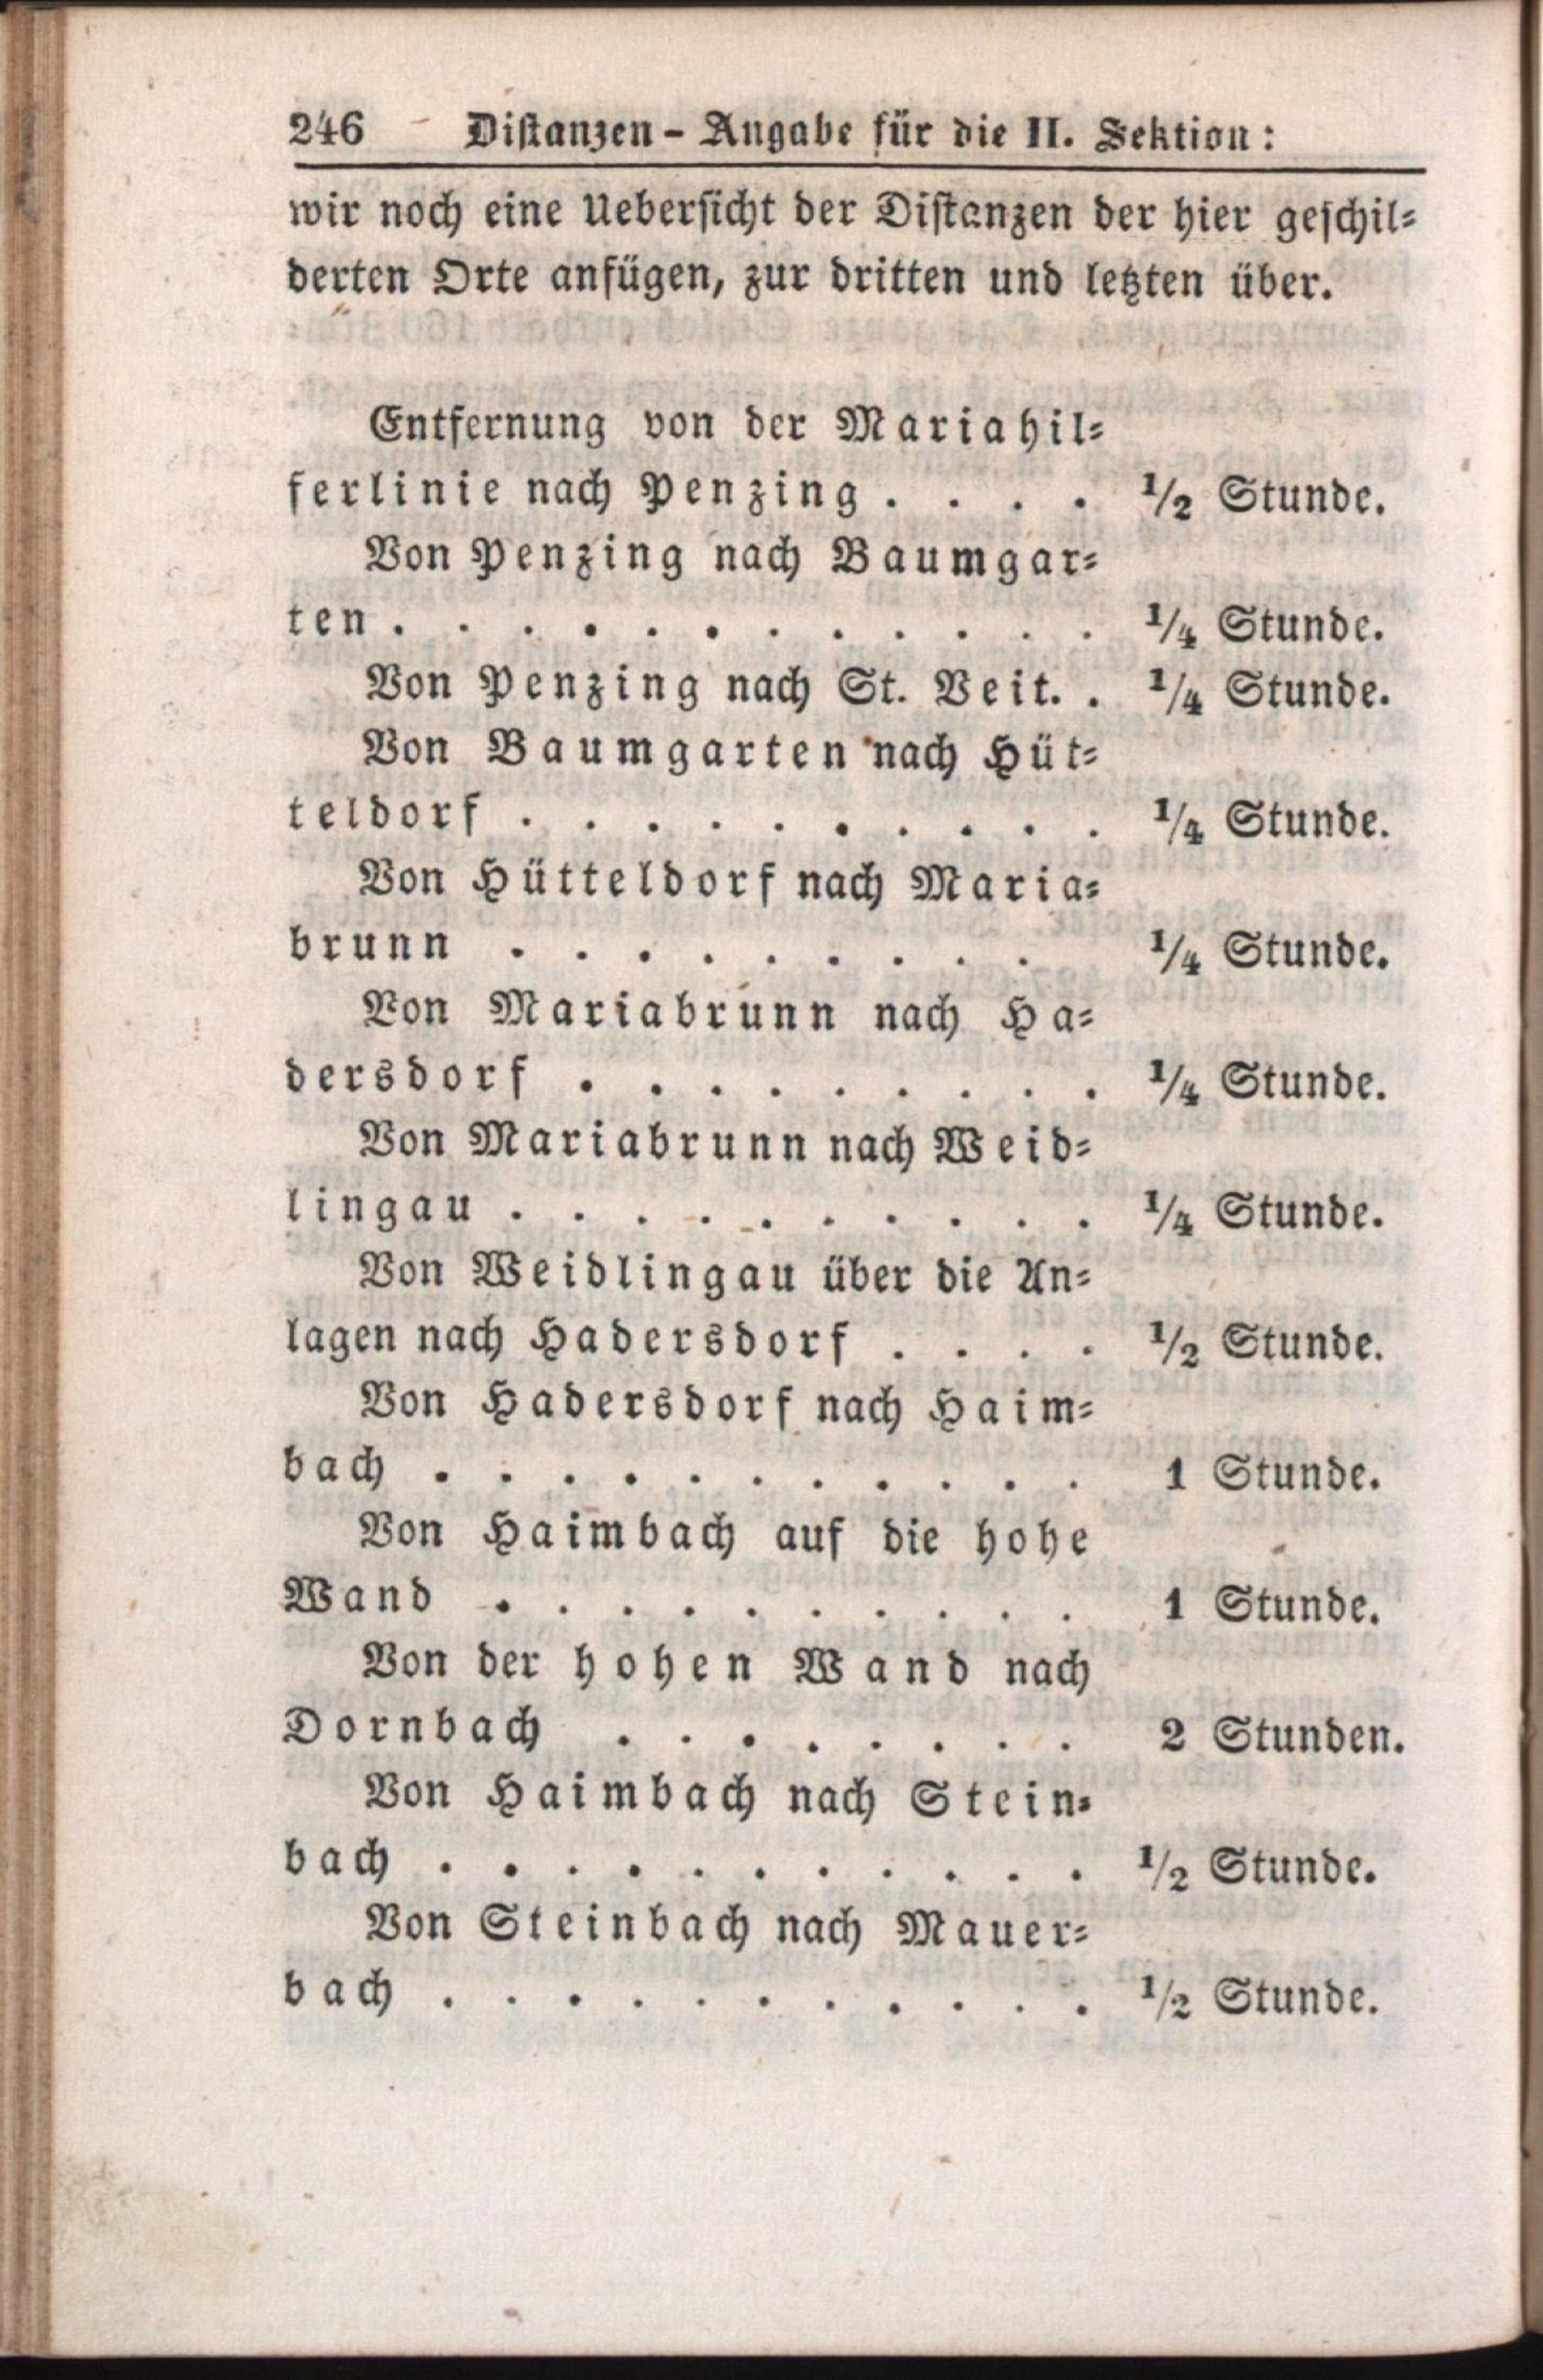 246 Distanzen - Angabe für die II. Sektion:
wir noch eine Uebersicht der Distanzen der hier geschil-
derten Orte anfügen, zur dritten und letzten über.
Entfernung von der Mariahil-
ferlinie nach Penzing . . . . 1/2 Stunde.
Von Penzing nach Baumgar-
ten . . . . . . . . . . . . 1/4 Stunde.
Von Penzing nach St. Veit. . 1/4 Stunde.
Von Baumgarten nach Hüt-
teldorf . . . . . . . . . . 1/4 Stunde.
Von Hütteldorf nach Maria-
brunn . . . . . . . . . 1/4 Stunde.
Von Mariabrunn nach Ha-
dersdorf . . . . . . . . . 1/4 Stunde.
Von Mariabrunn nach Weid-
lingau . . . . . . . . . . 1/4 Stunde.
Von Weidlingau über die An-
lagen nach Hadersdorf . . . . 1/2 Stunde.
Von Hadersdorf nach Haim-
bach . . . . . . . . . . . 1 Stunde.
Von Haimbach auf die hohe
Wand . . . . . . . . . . 1 Stunde.
Von der hohen Wand nach
Dornbach . . . . . . . . 2 Stunden.
Von Haimbach nach Stein-
bach . . . . . . . . . . . 1/2 Stunde.
Von Steinbach nach Mauer-
bach . . . . . . . . . . . 1/2 Stunde.